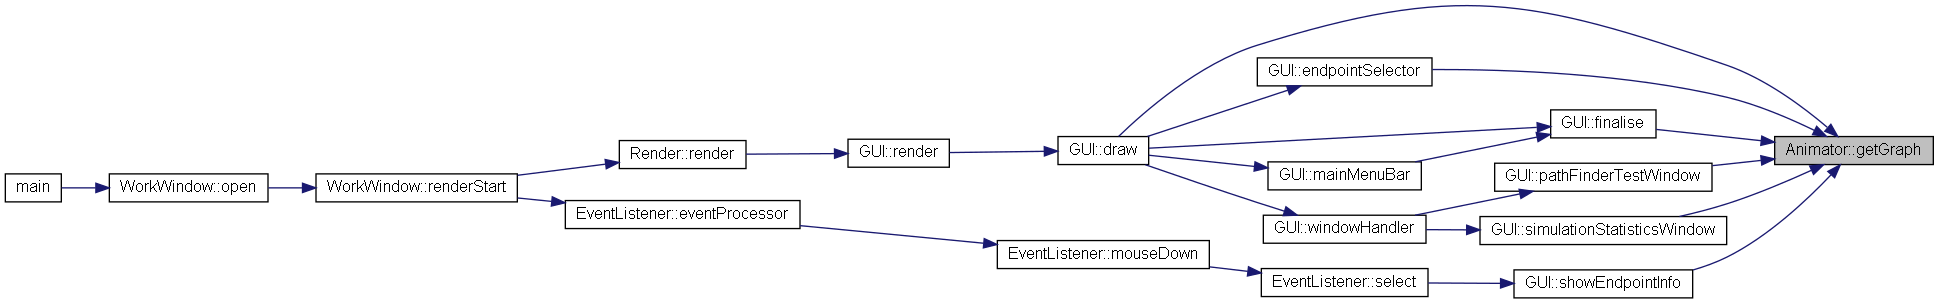 main
WorkWindow::open
WorkWindow::renderStart
Render::render
EventListener::eventProcessor
GUI::render
EventListener::mouseDown
GUI::draw
GUI::endpointSelector
GUI::mainMenuBar
GUI::windowHandler
EventListener::select
GUI::finalise
GUI::pathFinderTestWindow
GUI::simulationStatisticsWindow
GUI::showEndpointInfo
Animator::getGraph